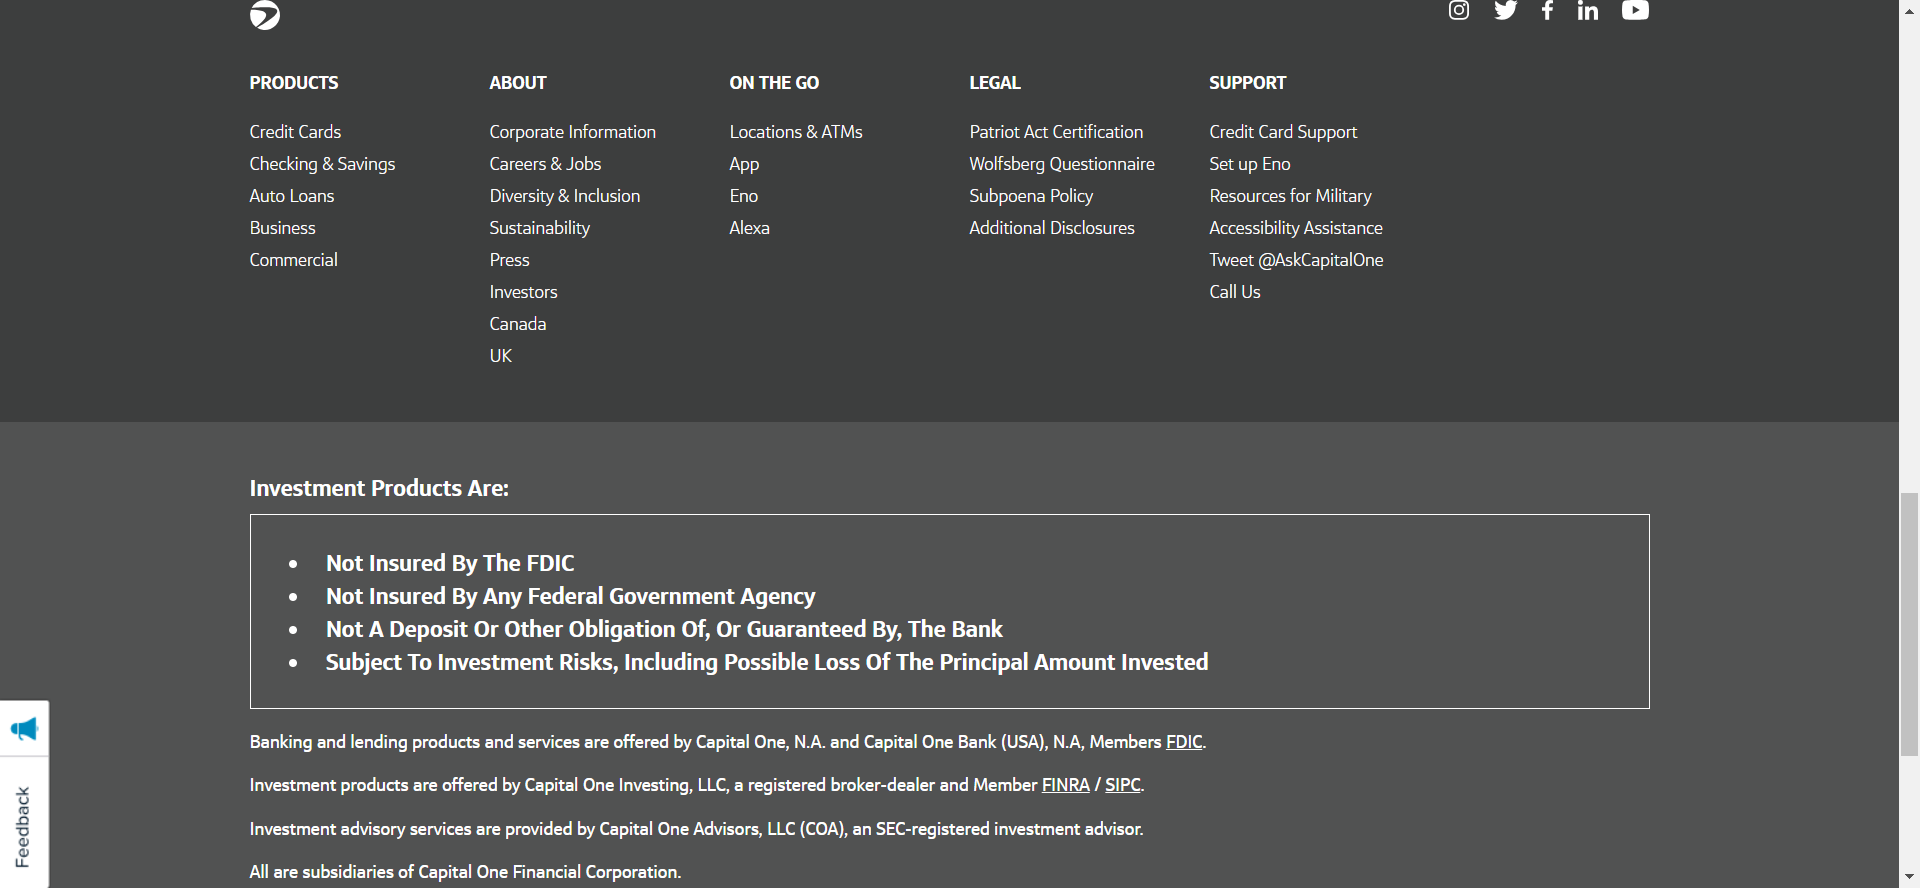 PRODUCTS
Credit Cards
Checking & Savings
Auto Loans
Business
Commercial
ABOUT
Corporate Information
Careers & Jobs
Diversity & Inclusion
Sustainability
Press
Investors
Canada
UK
ON THE GO
Locations & ATMs
App
Eno
Alexa
LEGAL
Patriot Act Certification
Wolfsberg Questionnaire
Subpoena Policy
Additional Disclosures
SUPPORT
Credit Card Support
Set up Eno
Resources for Military
Accessibility Assistance
Tweet @AskCapitalOne
Call Us
Investment Products Are:
• Not Insured By The FDIC
• Not Insured By Any Federal Government Agency
• Not A Deposit Or Other Obligation Of, Or Guaranteed By, The Bank
• Subject To Investment Risks, Including Possible Loss Of The Principal Amount Invested
Banking and lending products and services are offered by Capital One, N.A. and Capital One Bank (USA), N.A, Members FDIC.
Investment products are offered by Capital One Investing, LLC, a registered broker-dealer and Member FINRA / SIPC.
Investment advisory services are provided by Capital One Advisors, LLC (COA), an SEC-registered investment advisor.
All are subsidiaries of Capital One Financial Corporation.
Feedback